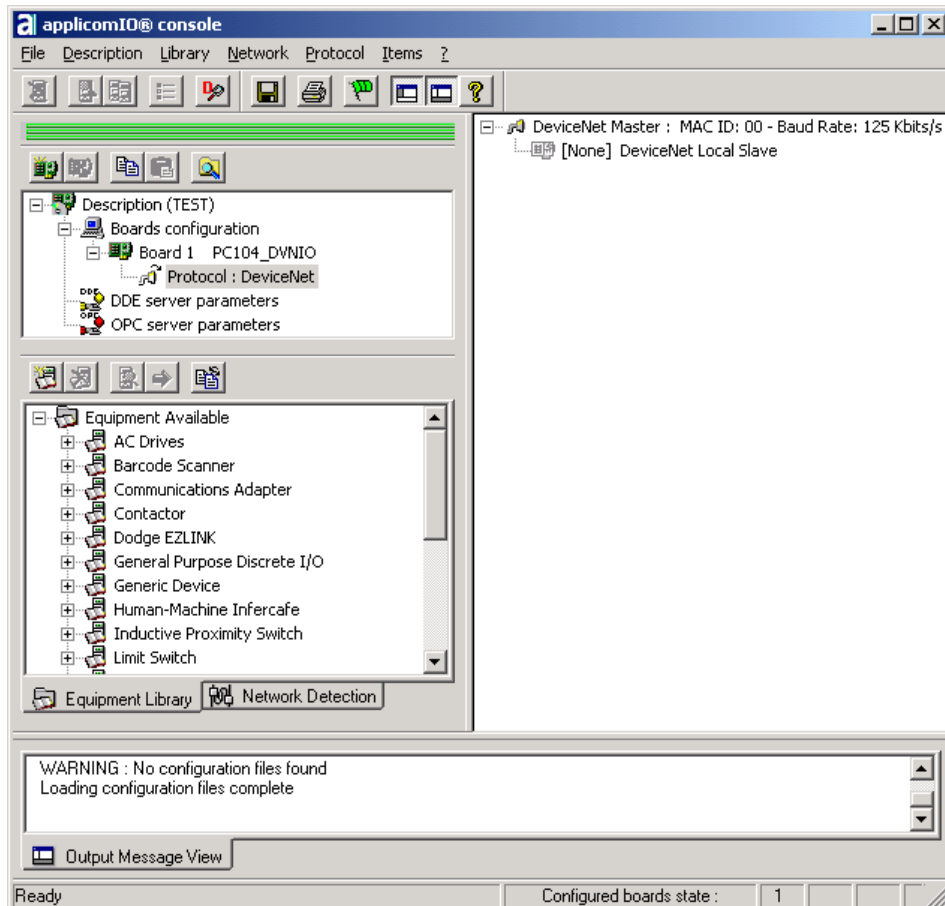 applicomIO® console
File Description Library Network Protocol Items ?
DeviceNet Master : MAC ID: 00 - Baud Rate: 125 Kbits/s
[None] DeviceNet Local Slave
Description (TEST)
Boards configuration
Board 1 PC104_DVNIO
Protocol : DeviceNet
DDE server parameters
OPC server parameters
Equipment Available
AC Drives
Barcode Scanner
Communications Adapter
Contactor
Dodge EZLINK
General Purpose Discrete I/O
Generic Device
Human-Machine Infercafe
Inductive Proximity Switch
Limit Switch
Equipment Library Network Detection
WARNING : No configuration files found
Loading configuration files complete
Output Message View
Ready Configured boards state : 1